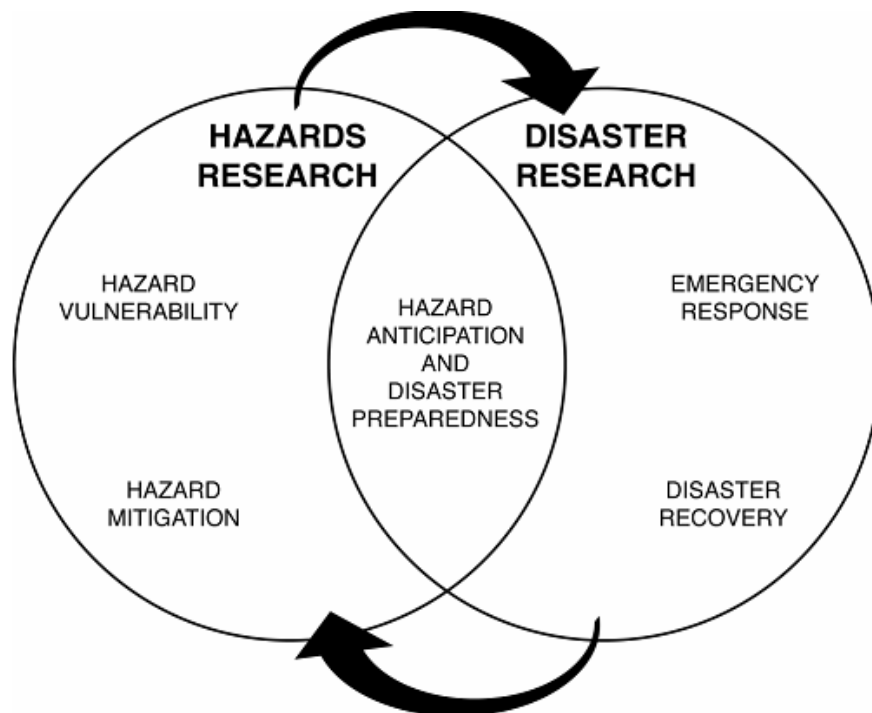 HAZARDS
RESEARCH
DISASTER
RESEARCH
HAZARD
VULNERABILITY
HAZARD
ANTICIPATION
AND
DISASTER
PREPAREDNESS
EMERGENCY
RESPONSE
HAZARD
MITIGATION
DISASTER
RECOVERY